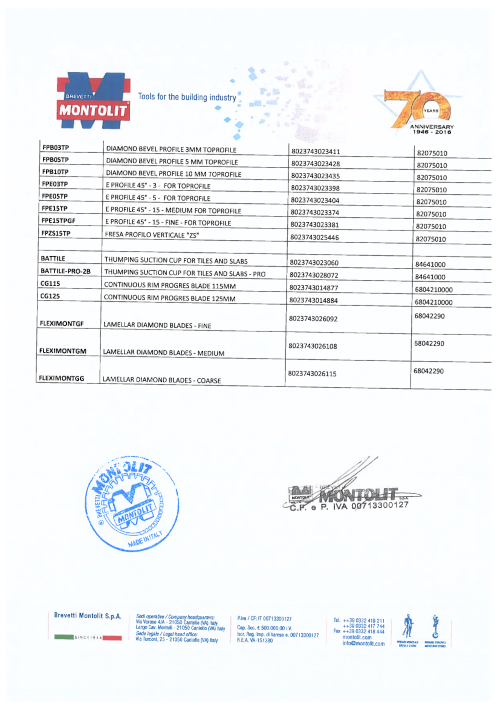 BREVETTI
MONTOLIT
Tools for the building industry
70 YEARS
ANNIVERSARY
1946 - 2016
FPB03TP DIAMOND BEVEL PROFILE 3MM TOPROFILE 8023743023411 82075010
FPB05TP DIAMOND BEVEL PROFILE 5 MM TOPROFILE 8023743023428 82075010
FPB10TP DIAMOND BEVEL PROFILE 10 MM TOPROFILE 8023743023435 82075010
FPE03TP E PROFILE 45° - 3 - FOR TOPROFILE 8023743023398 82075010
FPE05TP E PROFILE 45° - 5 - FOR TOPROFILE 8023743023404 82075010
FPE15TP E PROFILE 45° - 15 - MEDIUM FOR TOPROFILE 8023743023374 82075010
FPE15TPGF E PROFILE 45° - 15 - FINE - FOR TOPROFILE 8023743023381 82075010
FPZS15TP FRESA PROFILO VERTICALE "ZS" 8023743025446 82075010
BATTILE THUMPING SUCTION CUP FOR TILES AND SLABS 8023743023060 84641000
BATTILE-PRO-2B THUMPING SUCTION CUP FOR TILES AND SLABS - PRO 8023743028072 84641000
CG115 CONTINUOUS RIM PROGRES BLADE 115MM 8023743014877 6804210000
CG125 CONTINUOUS RIM PROGRES BLADE 125MM 8023743014884 6804210000
FLEXIMONTGF LAMELLAR DIAMOND BLADES - FINE 8023743026092 68042290
FLEXIMONTGM LAMELLAR DIAMOND BLADES - MEDIUM 8023743026108 68042290
FLEXIMONTGG LAMELLAR DIAMOND BLADES - COARSE 8023743026115 68042290
BREVETTI MONTOLIT
MONTOLIT
MADE IN ITALY
MONTOLIT
C.F. e P. IVA 00713300127
Brevetti Montolit S.p.A.
SINCE 1946
Sedi operative / Company headquarters:
Via Varese 4/A - 21050 Cantello (VA) Italy
21050 Cantello (VA) Italy
Sede legale / Legal head office:
Via Turconi, 25 - 21050 Cantello (VA) Italy
P.Iva / CF: IT 00713300127
Cap. Soc. € 500.000,00 I.V.
Iscr. Reg. Imp. di Varese n. 00713300127
R.E.A. VA-151380
Tel. ++39 0332 418 211
++39 0332 417 744
Fax ++39 0332 418 444
montolit.com
info@montolit.com